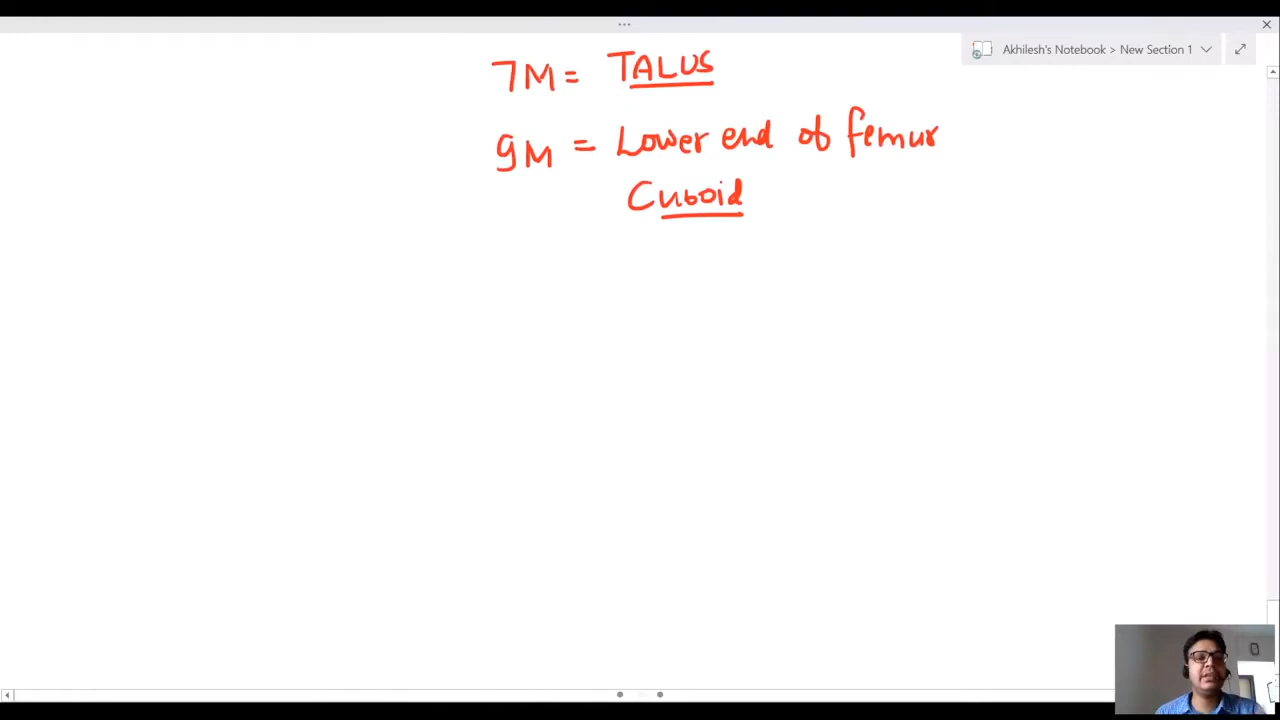 Akhilesh's Notebook > New Section 1
7M = TALUS
9M = Lower end of femur
Cuboid